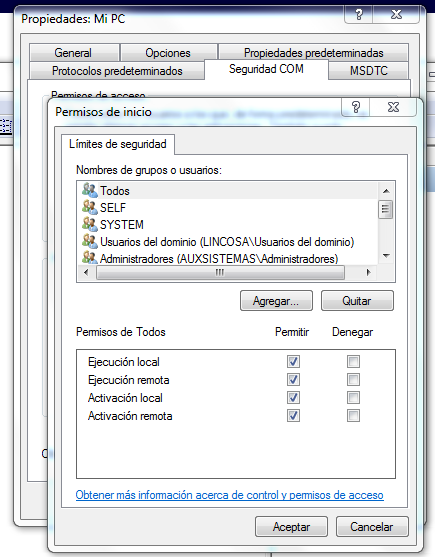 Propiedades: Mi PC
General
Opciones
Propiedades predeterminadas
Protocolos predeterminados
Seguridad COM
MSDTC
Permisos de acceso
Permisos de inicio
Límites de seguridad
Nombres de grupos o usuarios:
Todos
SELF
SYSTEM
Usuarios del dominio (LINCOSA\Usuarios del dominio)
Administradores (AUXSISTEMAS\Administradores)
Agregar...
Quitar
Permisos de Todos
Permitir
Denegar
Ejecución local
Ejecución remota
Activación local
Activación remota
Obtener más información acerca de control y permisos de acceso
Aceptar
Cancelar